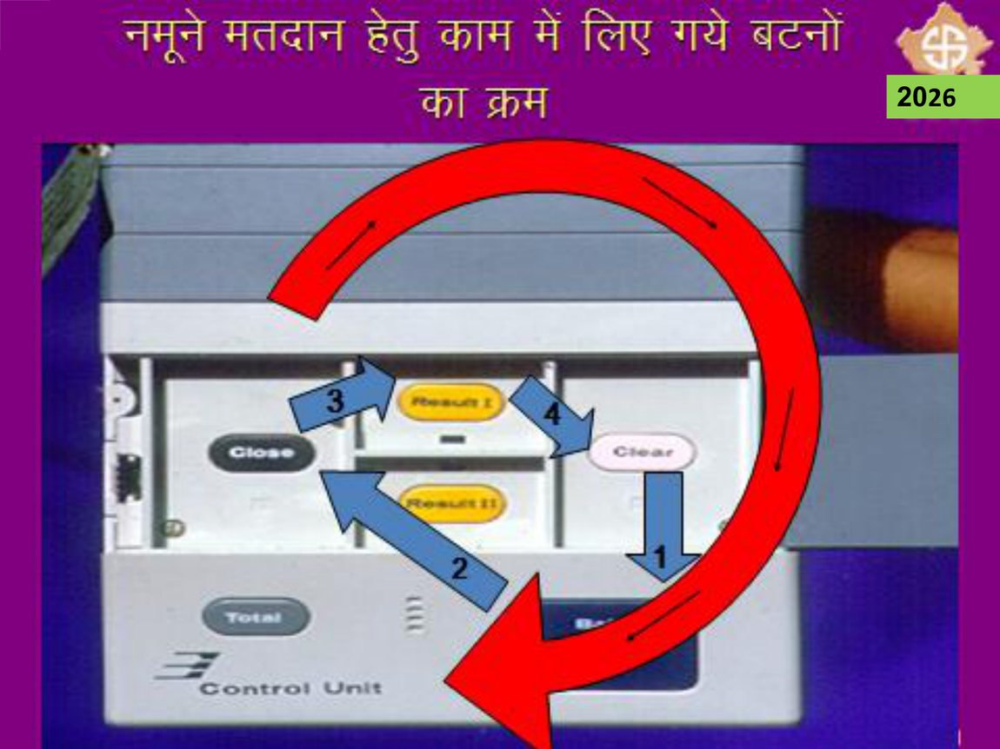 नमूने मतदान हेतु काम में लिए गये बटनों
का क्रम
2026
3
Result I
4
Close
Clear
Result II
1
2
Total
Control Unit